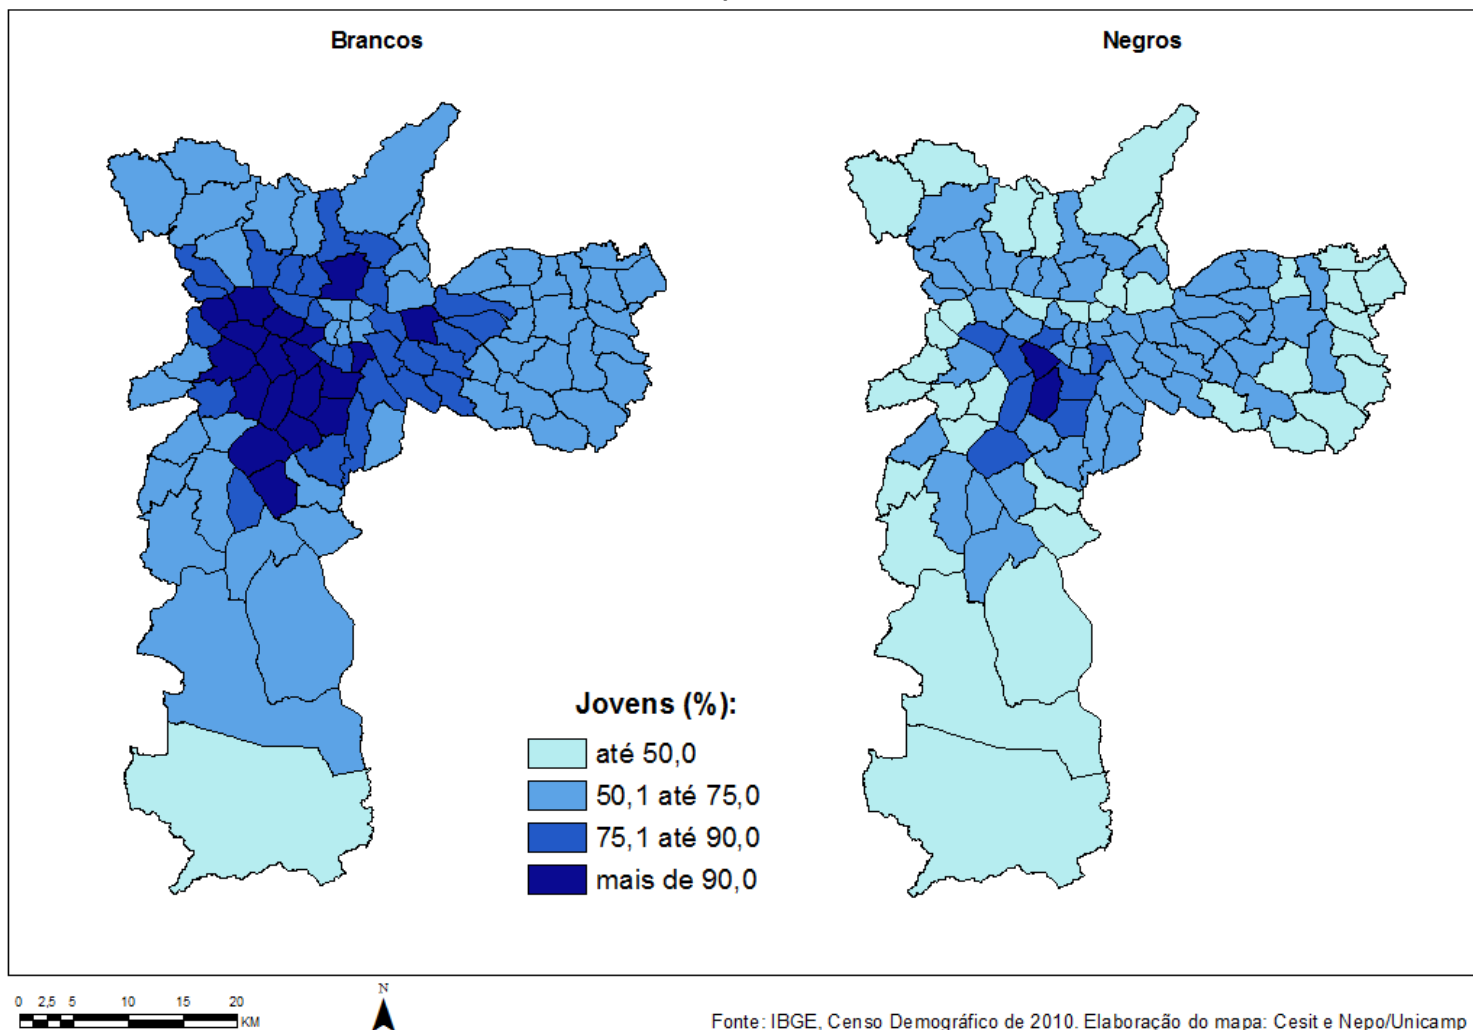 Brancos
Negros
Jovens (%):
até 50,0
50,1 até 75,0
75,1 até 90,0
mais de 90,0
0 2,5 5 10 15 20
KM
N
Fonte: IBGE, Censo Demográfico de 2010. Elaboração do mapa: Cesit e Nepo/Unicamp